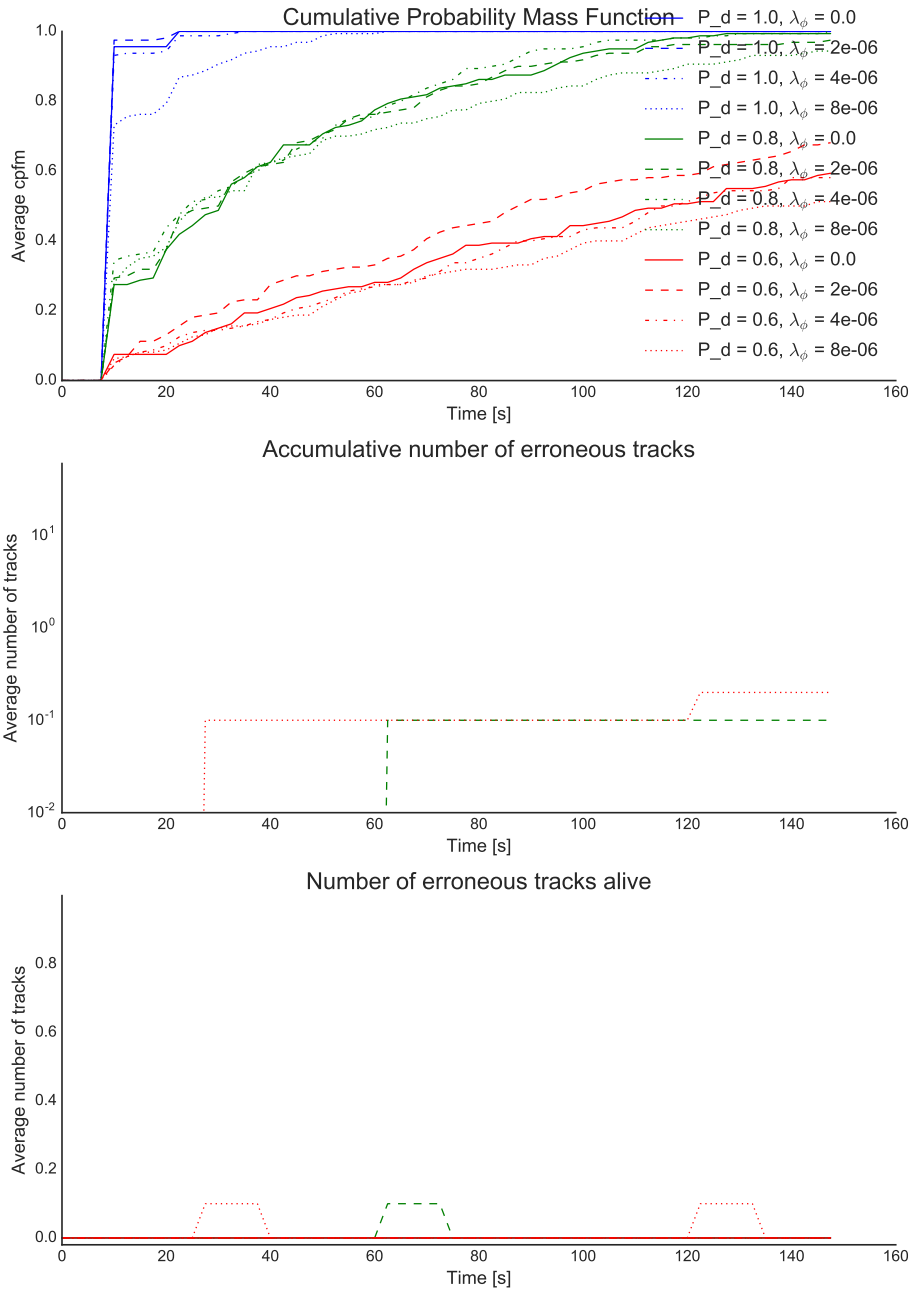 Cumulative Probability Mass Function
P_d = 1.0, λ_ϕ = 0.0
P_d = 1.0, λ_ϕ = 2e-06
P_d = 1.0, λ_ϕ = 4e-06
P_d = 1.0, λ_ϕ = 8e-06
P_d = 0.8, λ_ϕ = 0.0
P_d = 0.8, λ_ϕ = 2e-06
P_d = 0.8, λ_ϕ = 4e-06
P_d = 0.8, λ_ϕ = 8e-06
P_d = 0.6, λ_ϕ = 0.0
P_d = 0.6, λ_ϕ = 2e-06
P_d = 0.6, λ_ϕ = 4e-06
P_d = 0.6, λ_ϕ = 8e-06
Average cpfm
1.0
0.8
0.6
0.4
0.2
0.0
0 20 40 60 80 100 120 140 160
Time [s]
Accumulative number of erroneous tracks
Average number of tracks
10^1
10^0
10^-1
10^-2
0 20 40 60 80 100 120 140 160
Time [s]
Number of erroneous tracks alive
Average number of tracks
0.8
0.6
0.4
0.2
0.0
0 20 40 60 80 100 120 140 160
Time [s]